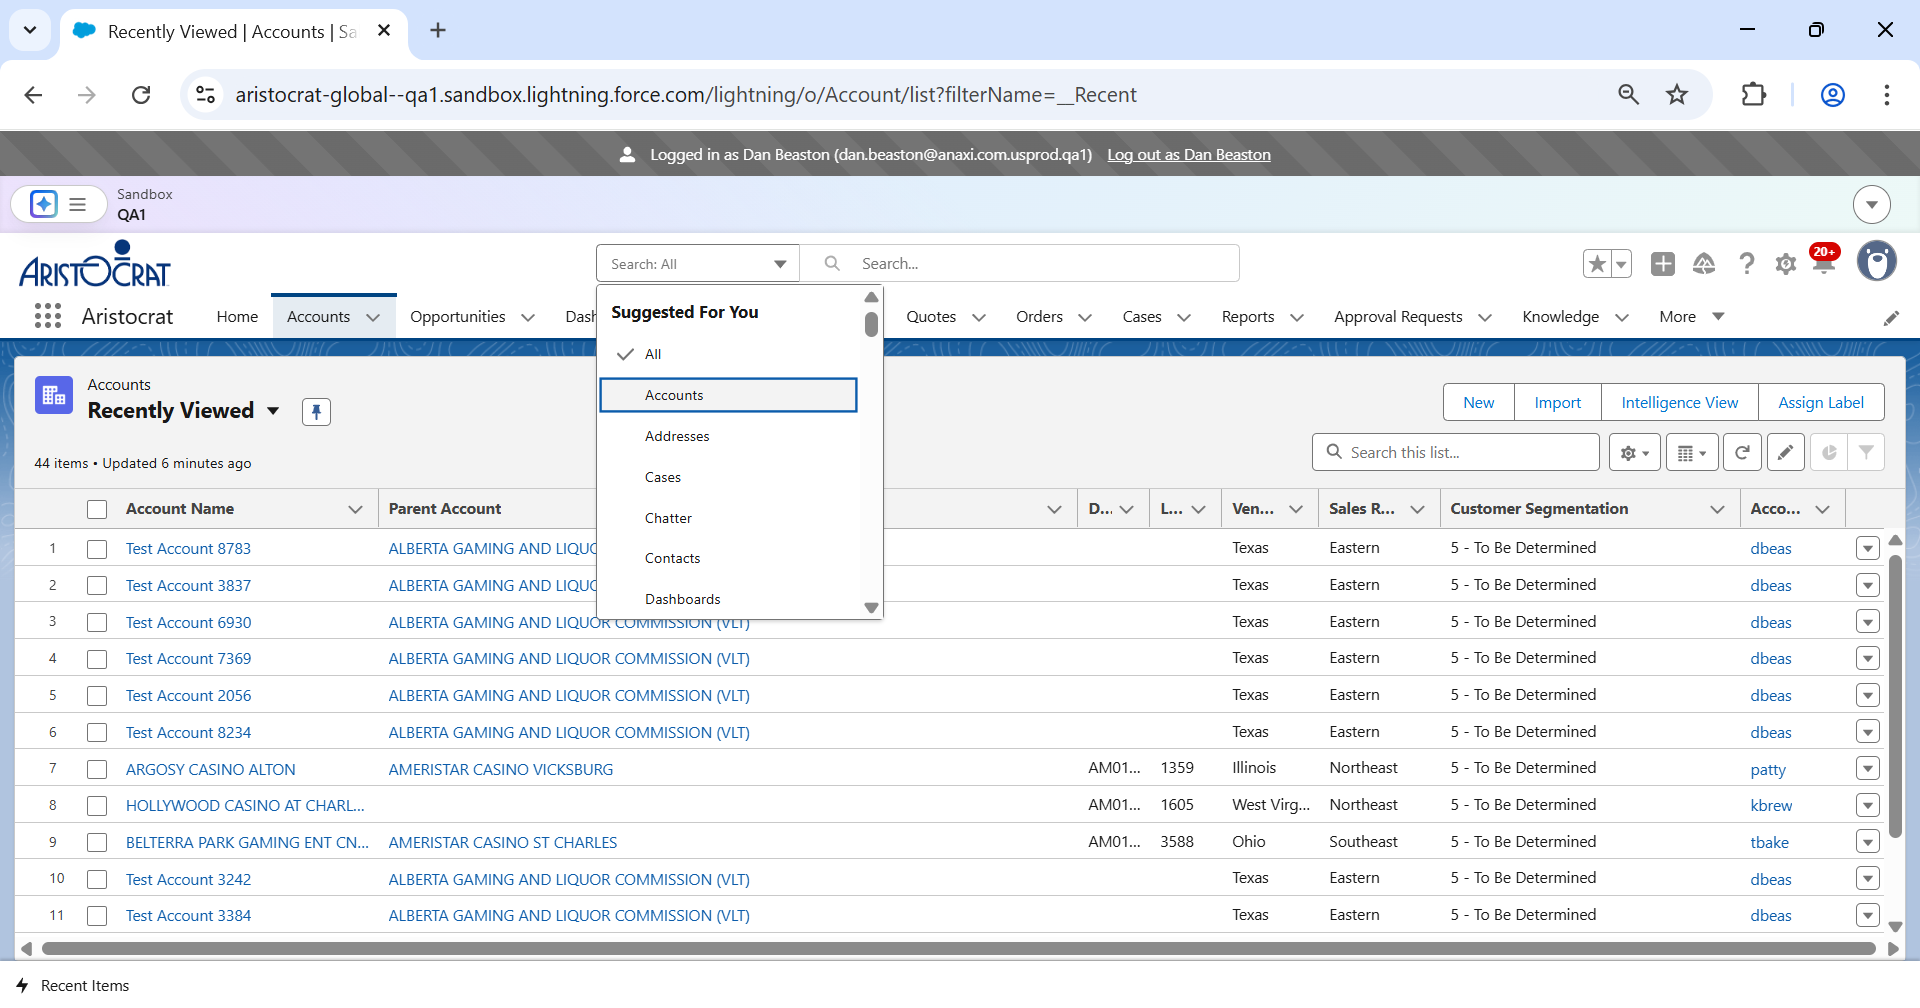 Recently Viewed | Accounts | Sa
aristocrat-global--qa1.sandbox.lightning.force.com/lightning/o/Account/list?filterName=__Recent
Logged in as Dan Beaston (dan.beaston@anaxi.com.usprod.qa1) Log out as Dan Beaston
Sandbox
QA1
ARISTOCRAT
Search: All
Search...
20+
Aristocrat
Home
Accounts
Opportunities
Dash
Quotes
Orders
Cases
Reports
Approval Requests
Knowledge
More
Suggested For You
All
Accounts
Addresses
Cases
Chatter
Contacts
Dashboards
Accounts
Recently Viewed
44 items • Updated 6 minutes ago
New
Import
Intelligence View
Assign Label
Search this list...
Account Name Parent Account D... L... Ven... Sales R... Customer Segmentation Acco...
1 Test Account 8783 ALBERTA GAMING AND LIQUO Texas Eastern 5 - To Be Determined dbeas
2 Test Account 3837 ALBERTA GAMING AND LIQUO Texas Eastern 5 - To Be Determined dbeas
3 Test Account 6930 ALBERTA GAMING AND LIQUOR COMMISSION (VLT) Texas Eastern 5 - To Be Determined dbeas
4 Test Account 7369 ALBERTA GAMING AND LIQUOR COMMISSION (VLT) Texas Eastern 5 - To Be Determined dbeas
5 Test Account 2056 ALBERTA GAMING AND LIQUOR COMMISSION (VLT) Texas Eastern 5 - To Be Determined dbeas
6 Test Account 8234 ALBERTA GAMING AND LIQUOR COMMISSION (VLT) Texas Eastern 5 - To Be Determined dbeas
7 ARGOSY CASINO ALTON AMERISTAR CASINO VICKSBURG AM01... 1359 Illinois Northeast 5 - To Be Determined patty
8 HOLLYWOOD CASINO AT CHARL... AM01... 1605 West Virg... Northeast 5 - To Be Determined kbrew
9 BELTERRA PARK GAMING ENT CN... AMERISTAR CASINO ST CHARLES AM01... 3588 Ohio Southeast 5 - To Be Determined tbake
10 Test Account 3242 ALBERTA GAMING AND LIQUOR COMMISSION (VLT) Texas Eastern 5 - To Be Determined dbeas
11 Test Account 3384 ALBERTA GAMING AND LIQUOR COMMISSION (VLT) Texas Eastern 5 - To Be Determined dbeas
Recent Items